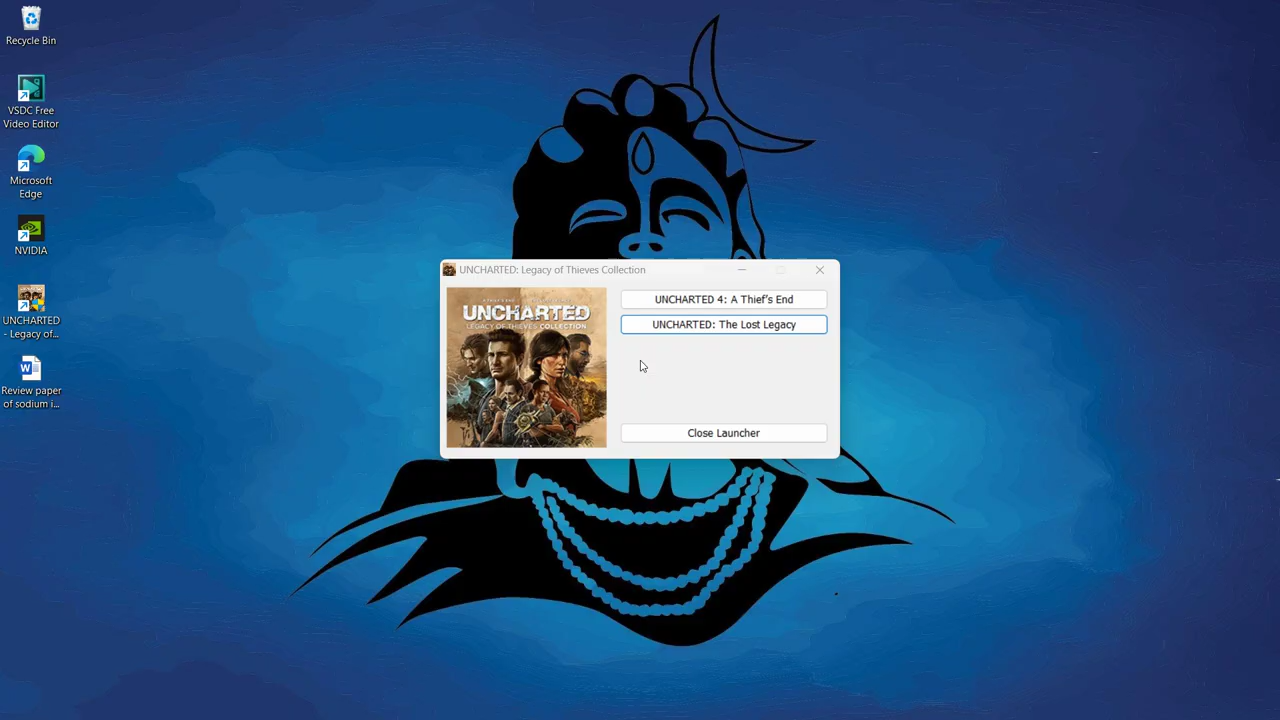 Recycle Bin
VSDC Free
Video Editor
Microsoft
Edge
NVIDIA
UNCHARTED
- Legacy of...
Review paper
of sodium i...
UNCHARTED: Legacy of Thieves Collection
UNCHARTED
LEGACY OF THIEVES COLLECTION
UNCHARTED 4: A Thief's End
UNCHARTED: The Lost Legacy
Close Launcher